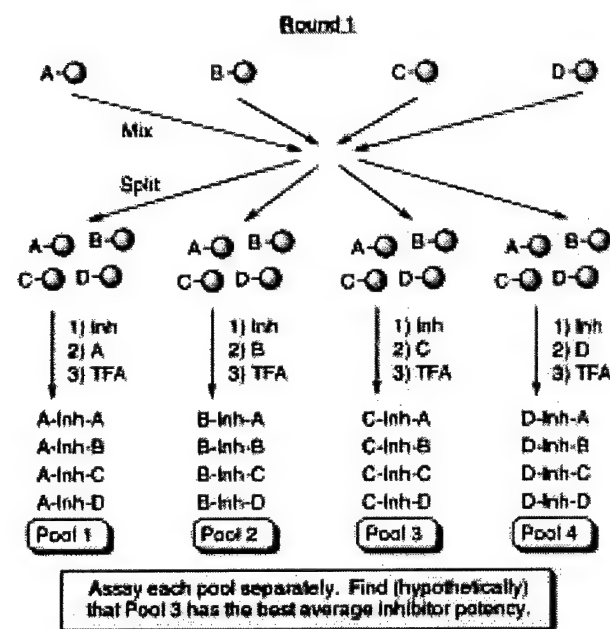 Round 1
A- B- C- D-
Mix
Split
A- B- A- B- A- B- A- B-
C- D- C- D- C- D- C- D-
1) Inh 1) Inh 1) Inh 1) Inh
2) A 2) B 2) C 2) D
3) TFA 3) TFA 3) TFA 3) TFA
A-Inh-A B-Inh-A C-Inh-A D-Inh-A
A-Inh-B B-Inh-B C-Inh-B D-Inh-B
A-Inh-C B-Inh-C C-Inh-C D-Inh-C
A-Inh-D B-Inh-D C-Inh-D D-Inh-D
Pool 1 Pool 2 Pool 3 Pool 4
Assay each pool separately. Find (hypothetically)
that Pool 3 has the best average inhibitor potency.